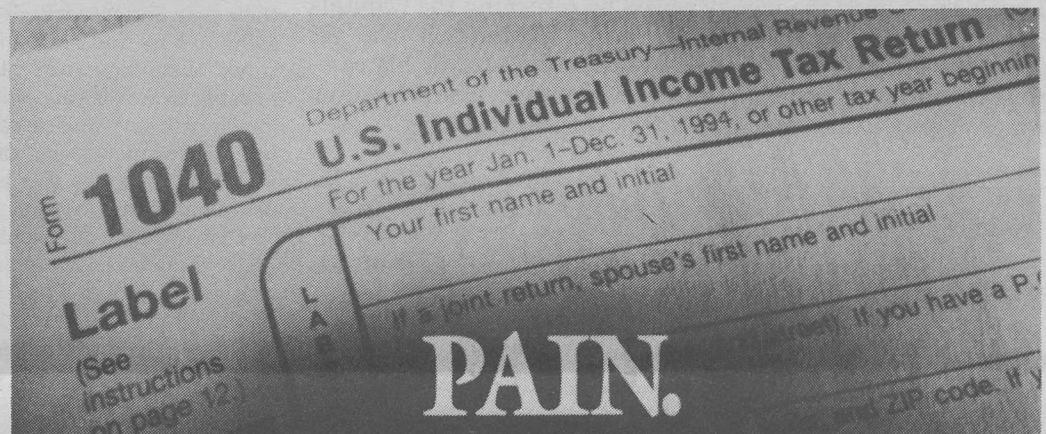 Department of the Treasury—Internal Revenue
Form 1040 U.S. Individual Income Tax Return
For the year Jan. 1–Dec. 31, 1994, or other tax year beginning
Label
(See
instructions
on page 12.)
L
A
B
Your first name and initial
If a joint return, spouse's first name and initial
street). If you have a P.O
and ZIP code. If y
PAIN.